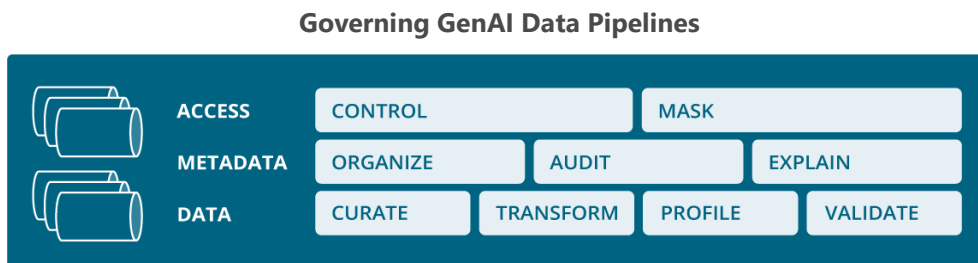 Governing GenAI Data Pipelines
ACCESS CONTROL MASK
METADATA ORGANIZE AUDIT EXPLAIN
DATA CURATE TRANSFORM PROFILE VALIDATE